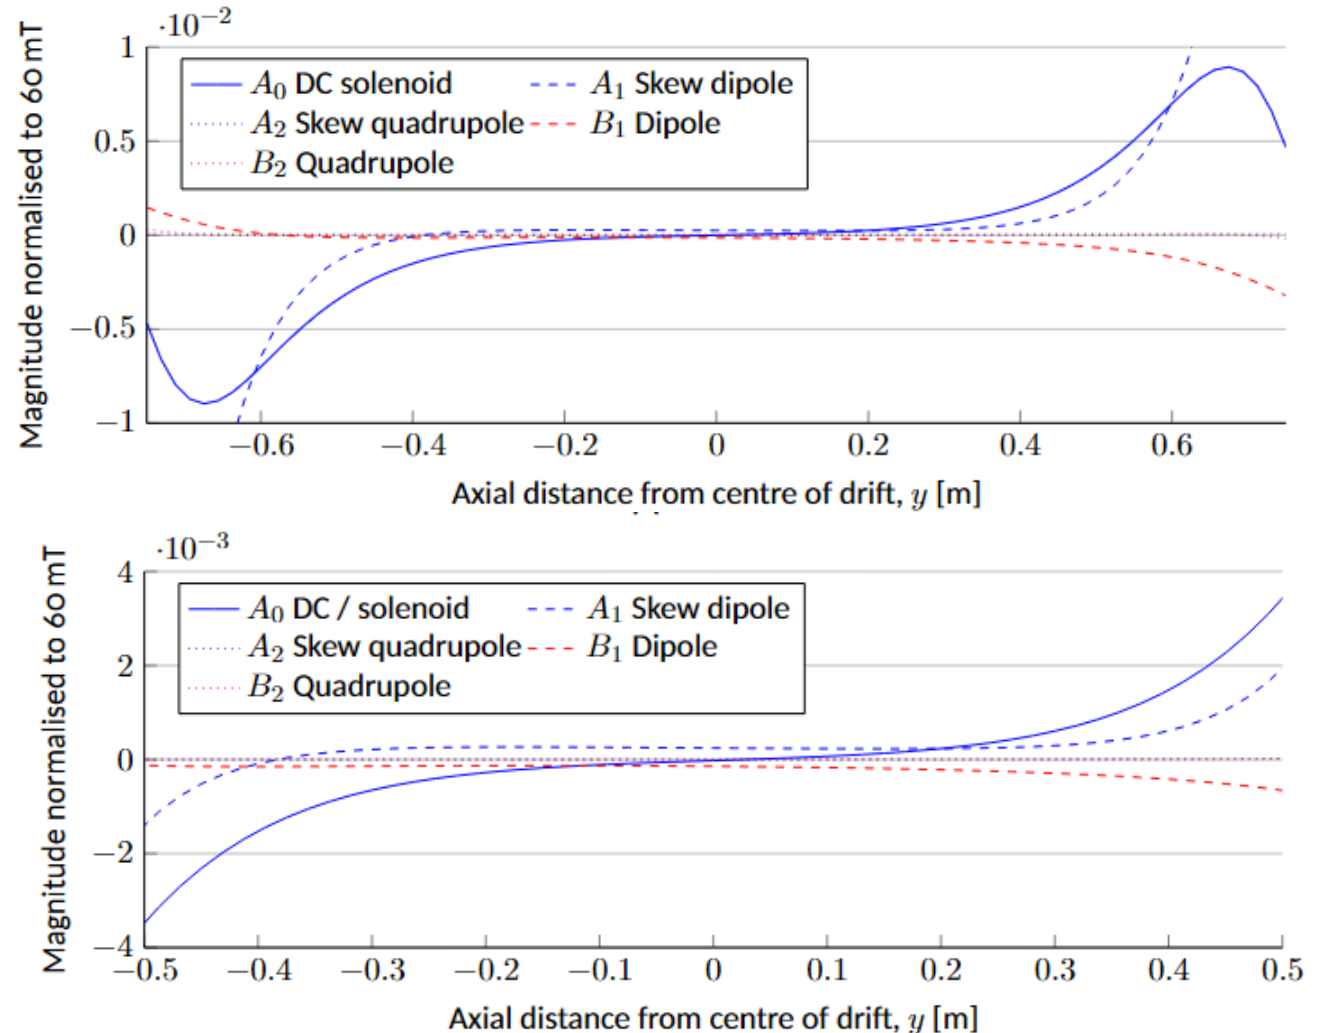 ·10⁻²
1
0.5
0
−0.5
−1
Magnitude normalised to 60 mT
A₀ DC solenoid
A₁ Skew dipole
A₂ Skew quadrupole
B₁ Dipole
B₂ Quadrupole
−0.6 −0.4 −0.2 0 0.2 0.4 0.6
Axial distance from centre of drift, y [m]
·10⁻³
4
2
0
−2
−4
Magnitude normalised to 60 mT
A₀ DC / solenoid
A₁ Skew dipole
A₂ Skew quadrupole
B₁ Dipole
B₂ Quadrupole
−0.5 −0.4 −0.3 −0.2 −0.1 0 0.1 0.2 0.3 0.4 0.5
Axial distance from centre of drift, y [m]